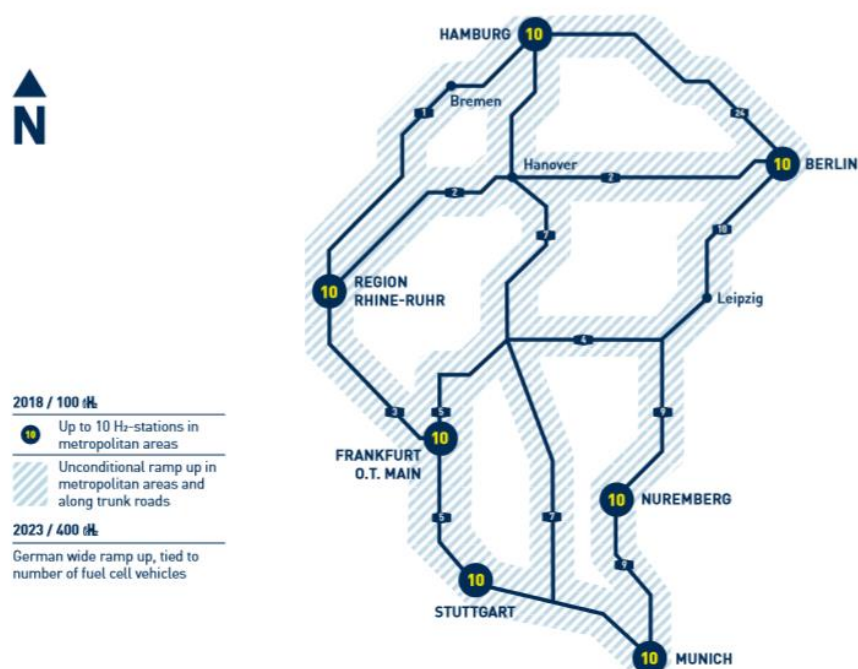 HAMBURG
10
Bremen
1
24
N
Hanover
10
BERLIN
2
2
7
10
REGION
RHINE-RUHR
10
Leipzig
4
3
5
9
10
FRANKFURT
O.T. MAIN
10
NUREMBERG
5
7
9
10
STUTTGART
10
MUNICH
2018 / 100 H₂
10
Up to 10 H₂-stations in
metropolitan areas
Unconditional ramp up in
metropolitan areas and
along trunk roads
2023 / 400 H₂
German wide ramp up, tied to
number of fuel cell vehicles